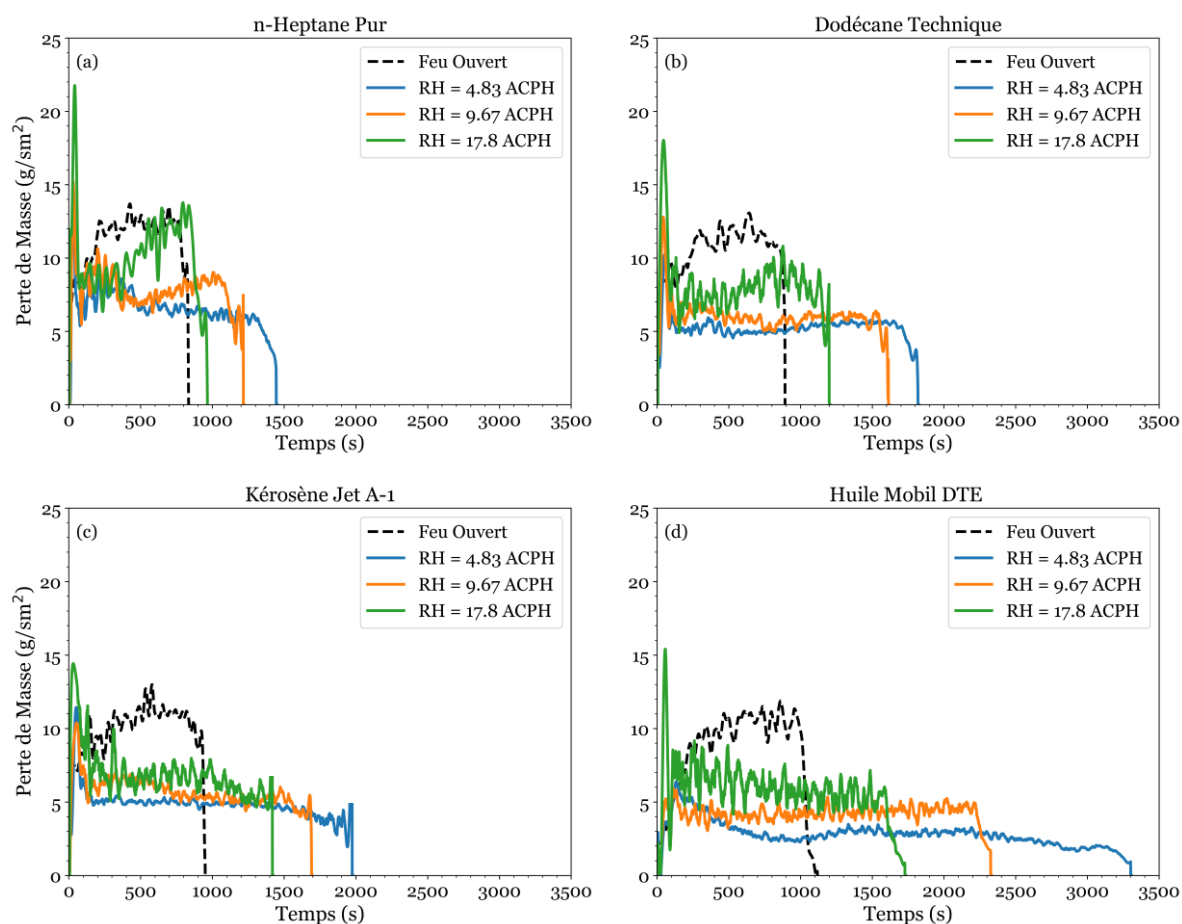 n-Heptane Pur
(a)
Feu Ouvert
RH = 4.83 ACPH
RH = 9.67 ACPH
RH = 17.8 ACPH
Perte de Masse (g/sm²)
25
20
15
10
5
0
0 500 1000 1500 2000 2500 3000 3500
Temps (s)
Dodécane Technique
(b)
Feu Ouvert
RH = 4.83 ACPH
RH = 9.67 ACPH
RH = 17.8 ACPH
25
20
15
10
5
0
0 500 1000 1500 2000 2500 3000 3500
Temps (s)
Kérosène Jet A-1
(c)
Feu Ouvert
RH = 4.83 ACPH
RH = 9.67 ACPH
RH = 17.8 ACPH
Perte de Masse (g/sm²)
25
20
15
10
5
0
0 500 1000 1500 2000 2500 3000 3500
Temps (s)
Huile Mobil DTE
(d)
Feu Ouvert
RH = 4.83 ACPH
RH = 9.67 ACPH
RH = 17.8 ACPH
25
20
15
10
5
0
0 500 1000 1500 2000 2500 3000 3500
Temps (s)